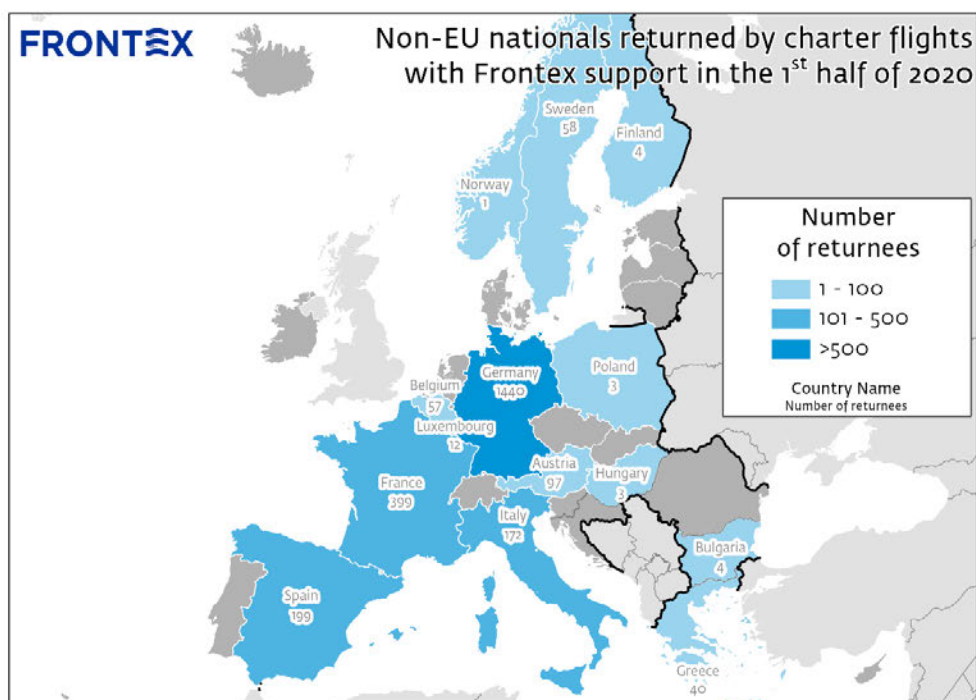 FRONTEX
Non-EU nationals returned by charter flights
with Frontex support in the 1st half of 2020
Sweden
58
Finland
4
Norway
1
Number
of returnees
1 - 100
101 - 500
>500
Country Name
Number of returnees
Germany
1440
Poland
3
Belgium
57
Luxembourg
12
Austria
97
Hungary
3
France
399
Italy
172
Bulgaria
4
Spain
199
Greece
40